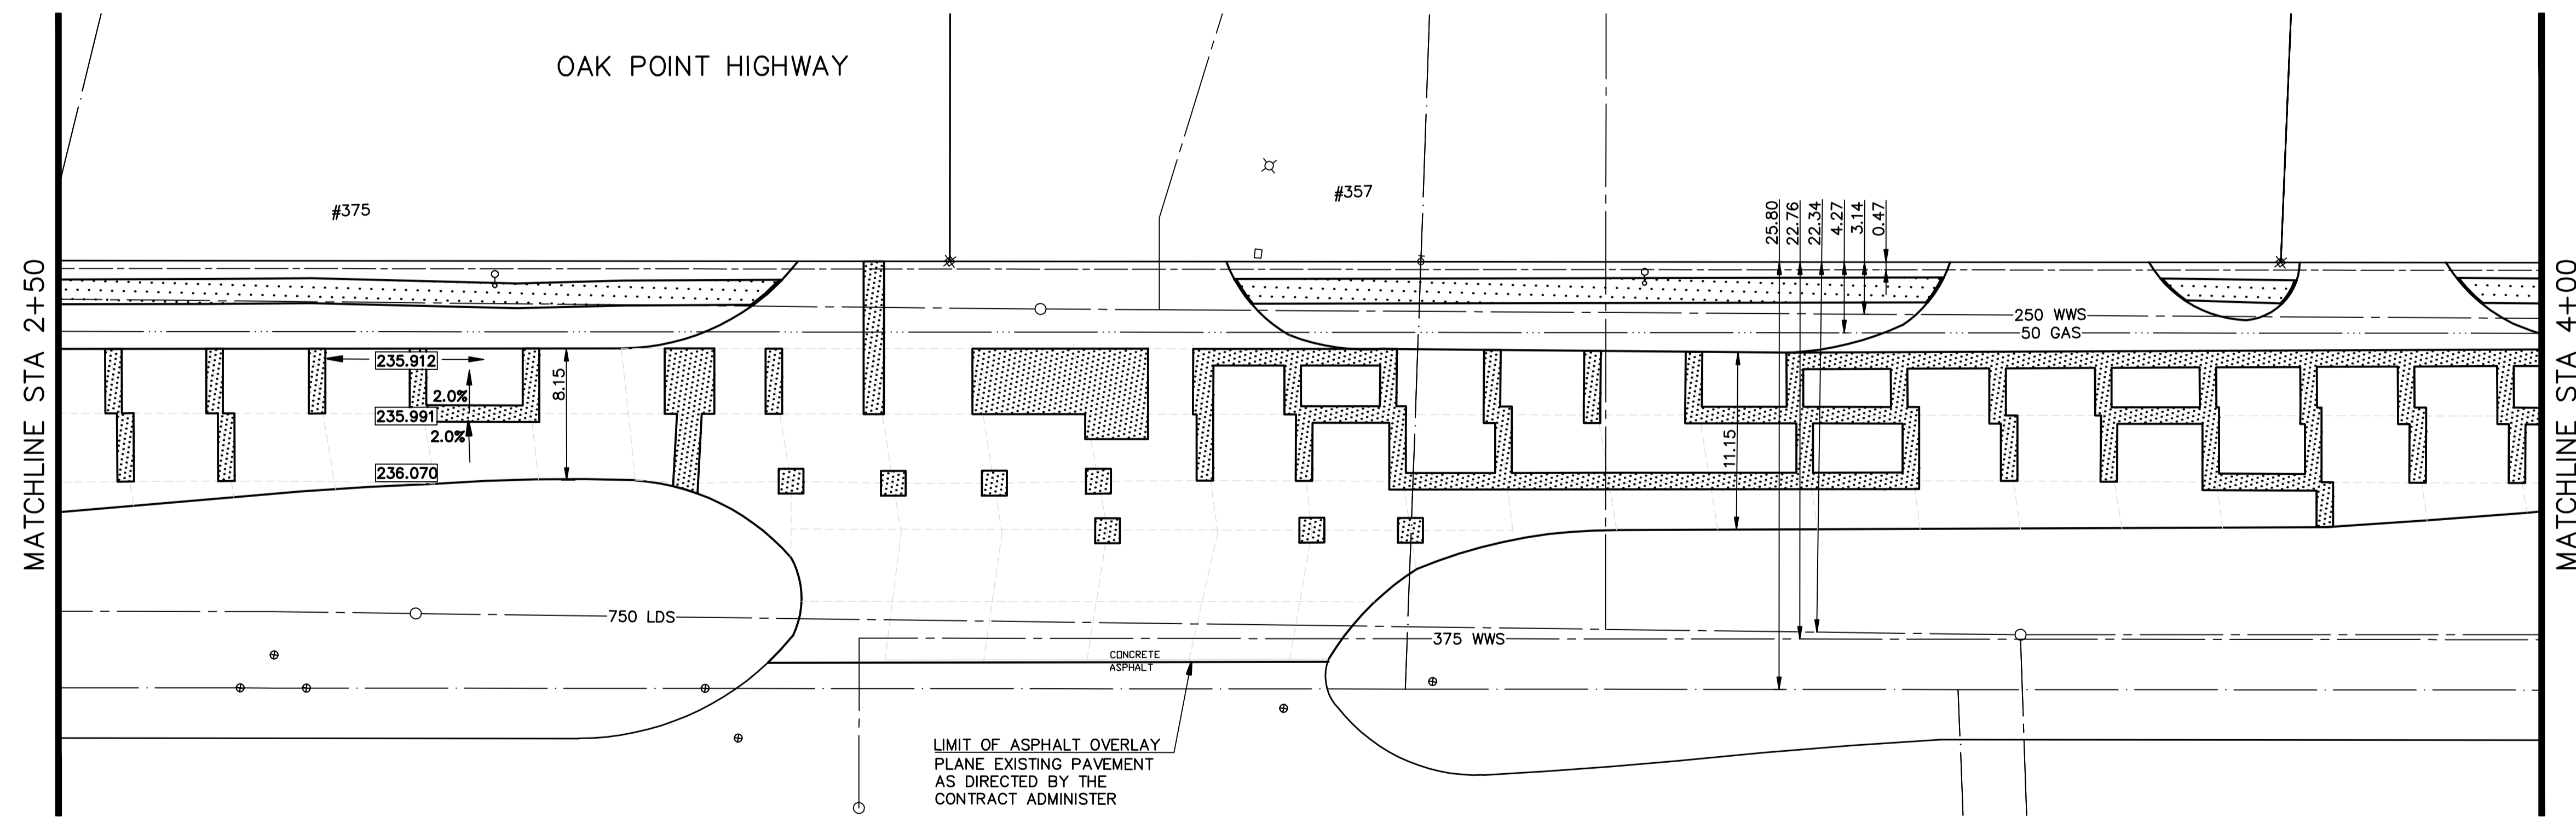 OAK POINT HIGHWAY
#375
#357
MATCHLINE STA 2+50
MATCHLINE STA 4+00
25.80
22.76
22.34
4.27
3.14
0.47
250 WWS
50 GAS
235.912
2.0%
235.991
2.0%
236.070
8.15
11.15
750 LDS
375 WWS
CONCRETE
ASPHALT
LIMIT OF ASPHALT OVERLAY
PLANE EXISTING PAVEMENT
AS DIRECTED BY THE
CONTRACT ADMINISTER